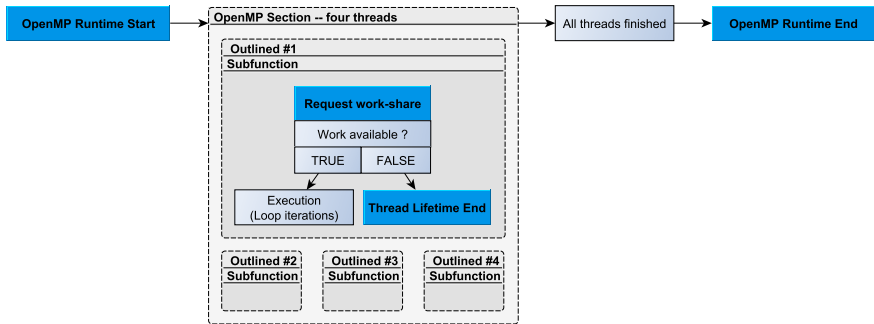 OpenMP Runtime Start
OpenMP Section -- four threads
All threads finished
OpenMP Runtime End
Outlined #1
Subfunction
Request work-share
Work available ?
TRUE
FALSE
Execution
(Loop iterations)
Thread Lifetime End
Outlined #2
Subfunction
Outlined #3
Subfunction
Outlined #4
Subfunction